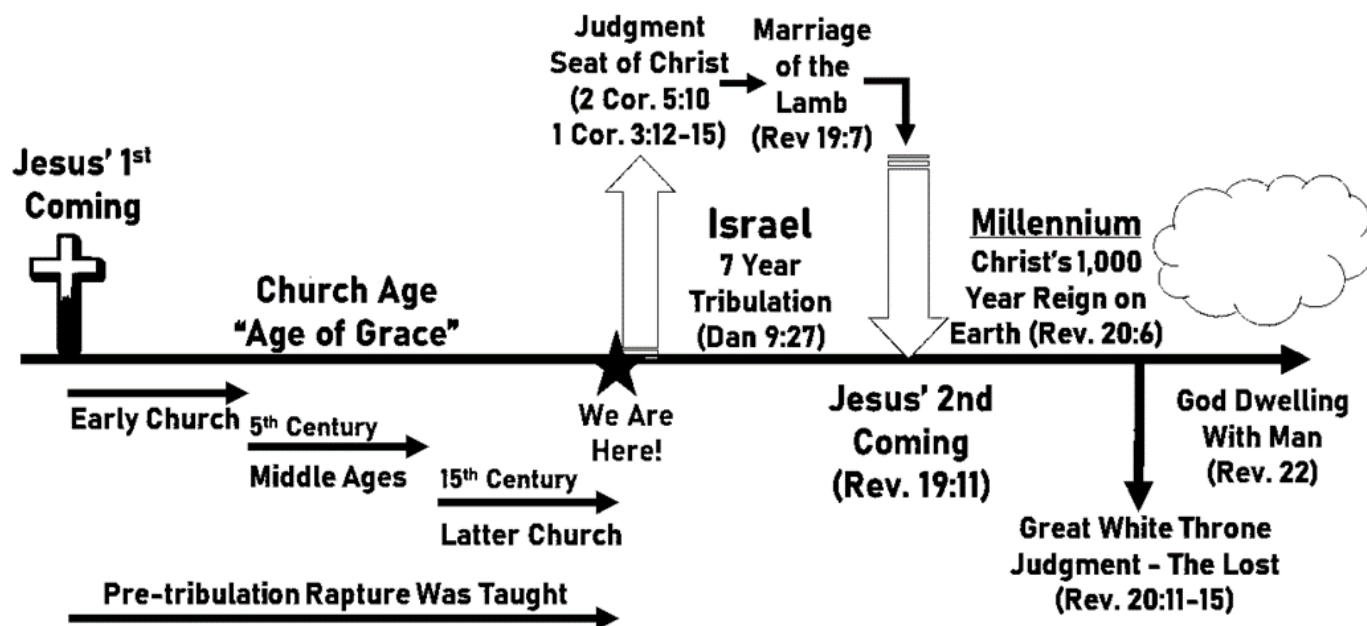 Jesus' 1st
Coming
Church Age
"Age of Grace"
Judgment
Seat of Christ
(2 Cor. 5:10
1 Cor. 3:12-15)
Marriage
of the
Lamb
(Rev 19:7)
Israel
7 Year
Tribulation
(Dan 9:27)
Millennium
Christ's 1,000
Year Reign on
Earth (Rev. 20:6)
Early Church
5th Century
Middle Ages
15th Century
Latter Church
We Are
Here!
Jesus' 2nd
Coming
(Rev. 19:11)
God Dwelling
With Man
(Rev. 22)
Great White Throne
Judgment - The Lost
(Rev. 20:11-15)
Pre-tribulation Rapture Was Taught